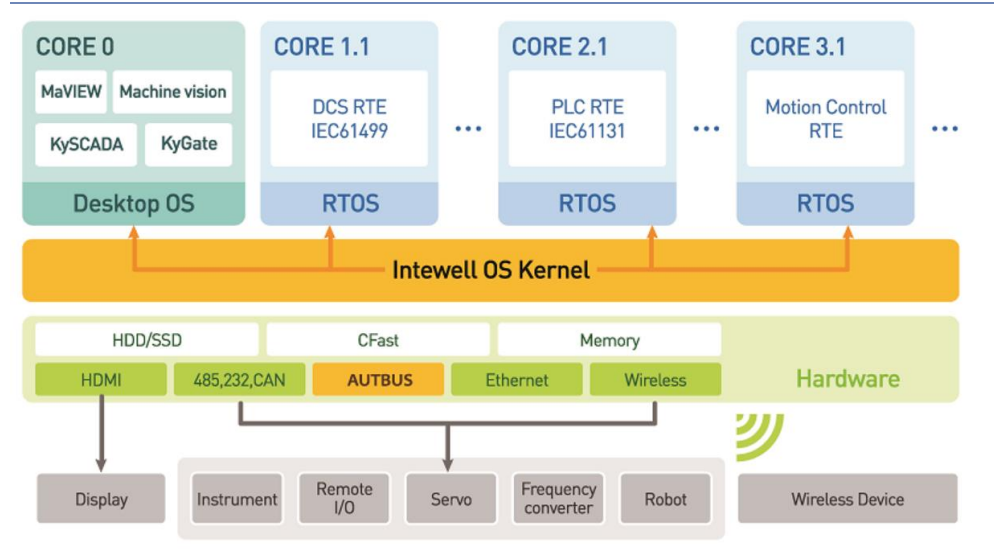 CORE 0
MaVIEW
Machine vision
KySCADA
KyGate
Desktop OS
CORE 1.1
DCS RTE
IEC61499
RTOS
...
CORE 2.1
PLC RTE
IEC61131
RTOS
...
CORE 3.1
Motion Control
RTE
RTOS
...
Intewell OS Kernel
HDD/SSD
CFast
Memory
HDMI
485,232,CAN
AUTBUS
Ethernet
Wireless
Hardware
Display
Instrument
Remote
I/O
Servo
Frequency
converter
Robot
Wireless Device